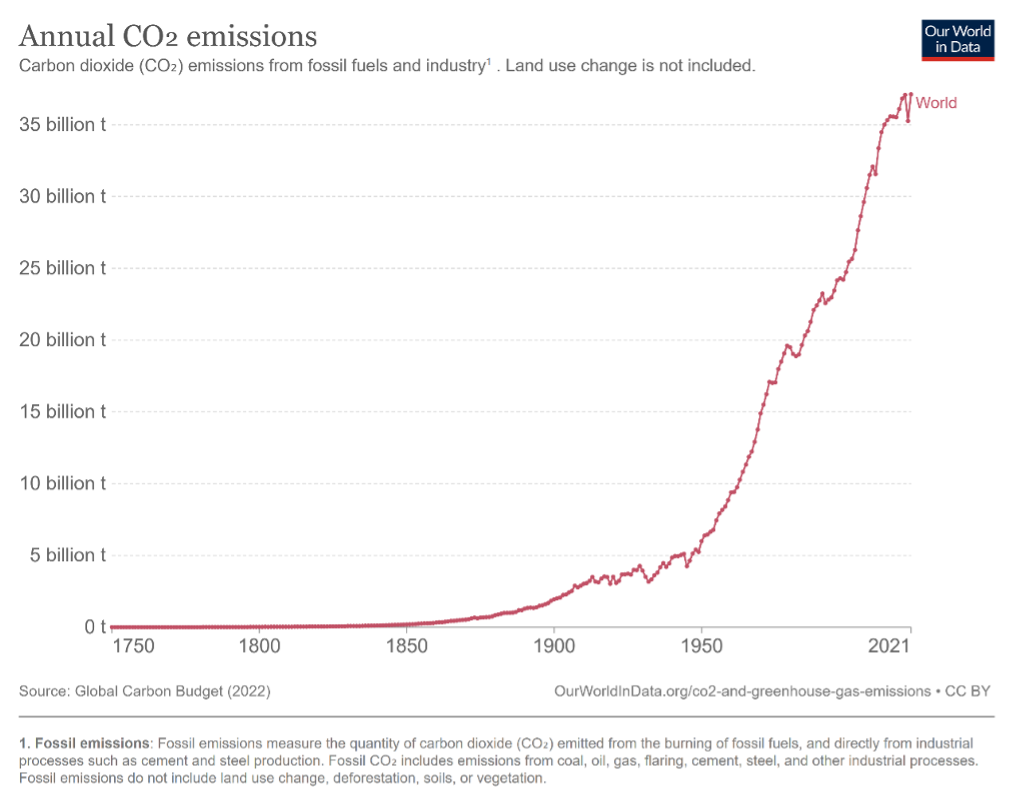 Annual CO₂ emissions
Our World
in Data
Carbon dioxide (CO₂) emissions from fossil fuels and industry¹ . Land use change is not included.
World
35 billion t
30 billion t
25 billion t
20 billion t
15 billion t
10 billion t
5 billion t
0 t
1750 1800 1850 1900 1950 2021
Source: Global Carbon Budget (2022) OurWorldInData.org/co2-and-greenhouse-gas-emissions • CC BY
1. Fossil emissions: Fossil emissions measure the quantity of carbon dioxide (CO₂) emitted from the burning of fossil fuels, and directly from industrial
processes such as cement and steel production. Fossil CO₂ includes emissions from coal, oil, gas, flaring, cement, steel, and other industrial processes.
Fossil emissions do not include land use change, deforestation, soils, or vegetation.